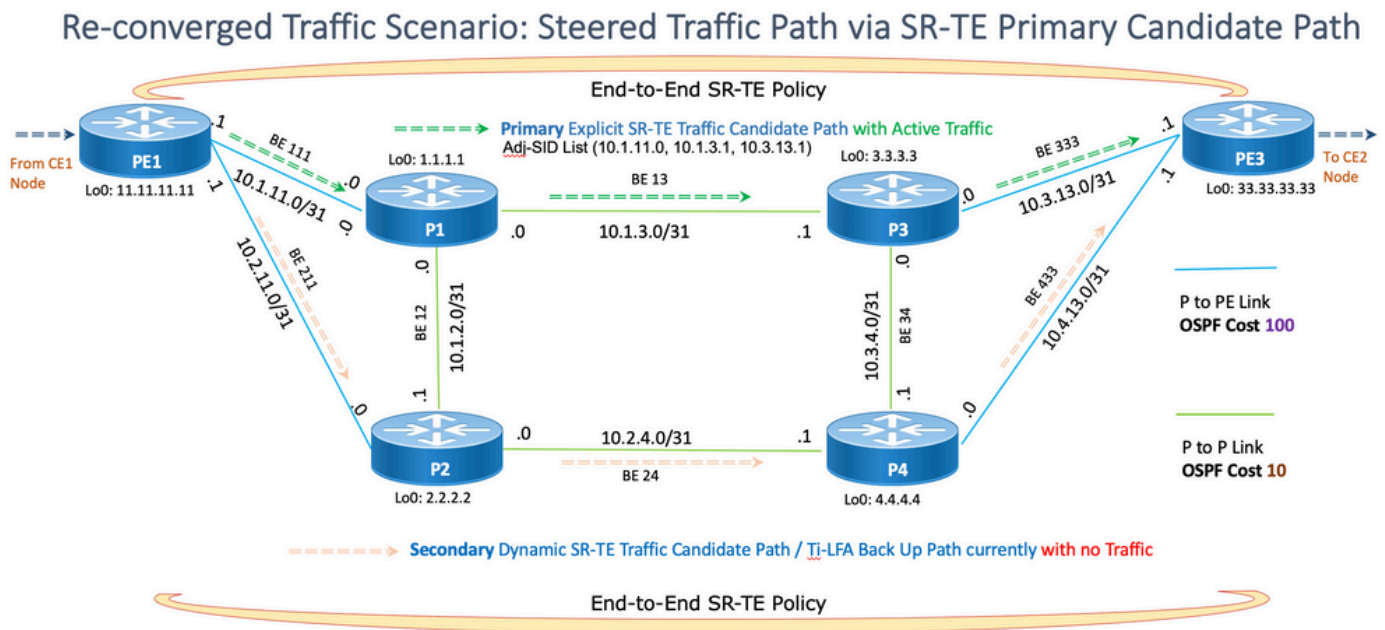 Re-converged Traffic Scenario: Steered Traffic Path via SR-TE Primary Candidate Path
End-to-End SR-TE Policy
Primary Explicit SR-TE Traffic Candidate Path with Active Traffic
Adj-SID List (10.1.11.0, 10.1.3.1, 10.3.13.1)
From CE1
Node
PE1
Lo0: 11.11.11.11
.1
.1
BE 111
10.1.11.0/31
.0
.0
Lo0: 1.1.1.1
P1
BE 13
.0
10.1.3.0/31
.1
Lo0: 3.3.3.3
P3
.0
BE 333
10.3.13.0/31
.1
.1
PE3
Lo0: 33.33.33.33
To CE2
Node
BE 211
10.2.11.0/31
.0
.0
BE 12
10.1.2.0/31
.1
.0
10.3.4.0/31
BE 34
.1
BE 433
10.4.13.0/31
.0
P to PE Link
OSPF Cost 100
P2
Lo0: 2.2.2.2
.0
10.2.4.0/31
.1
BE 24
P4
Lo0: 4.4.4.4
P to P Link
OSPF Cost 10
Secondary Dynamic SR-TE Traffic Candidate Path / Ti-LFA Back Up Path currently with no Traffic
End-to-End SR-TE Policy